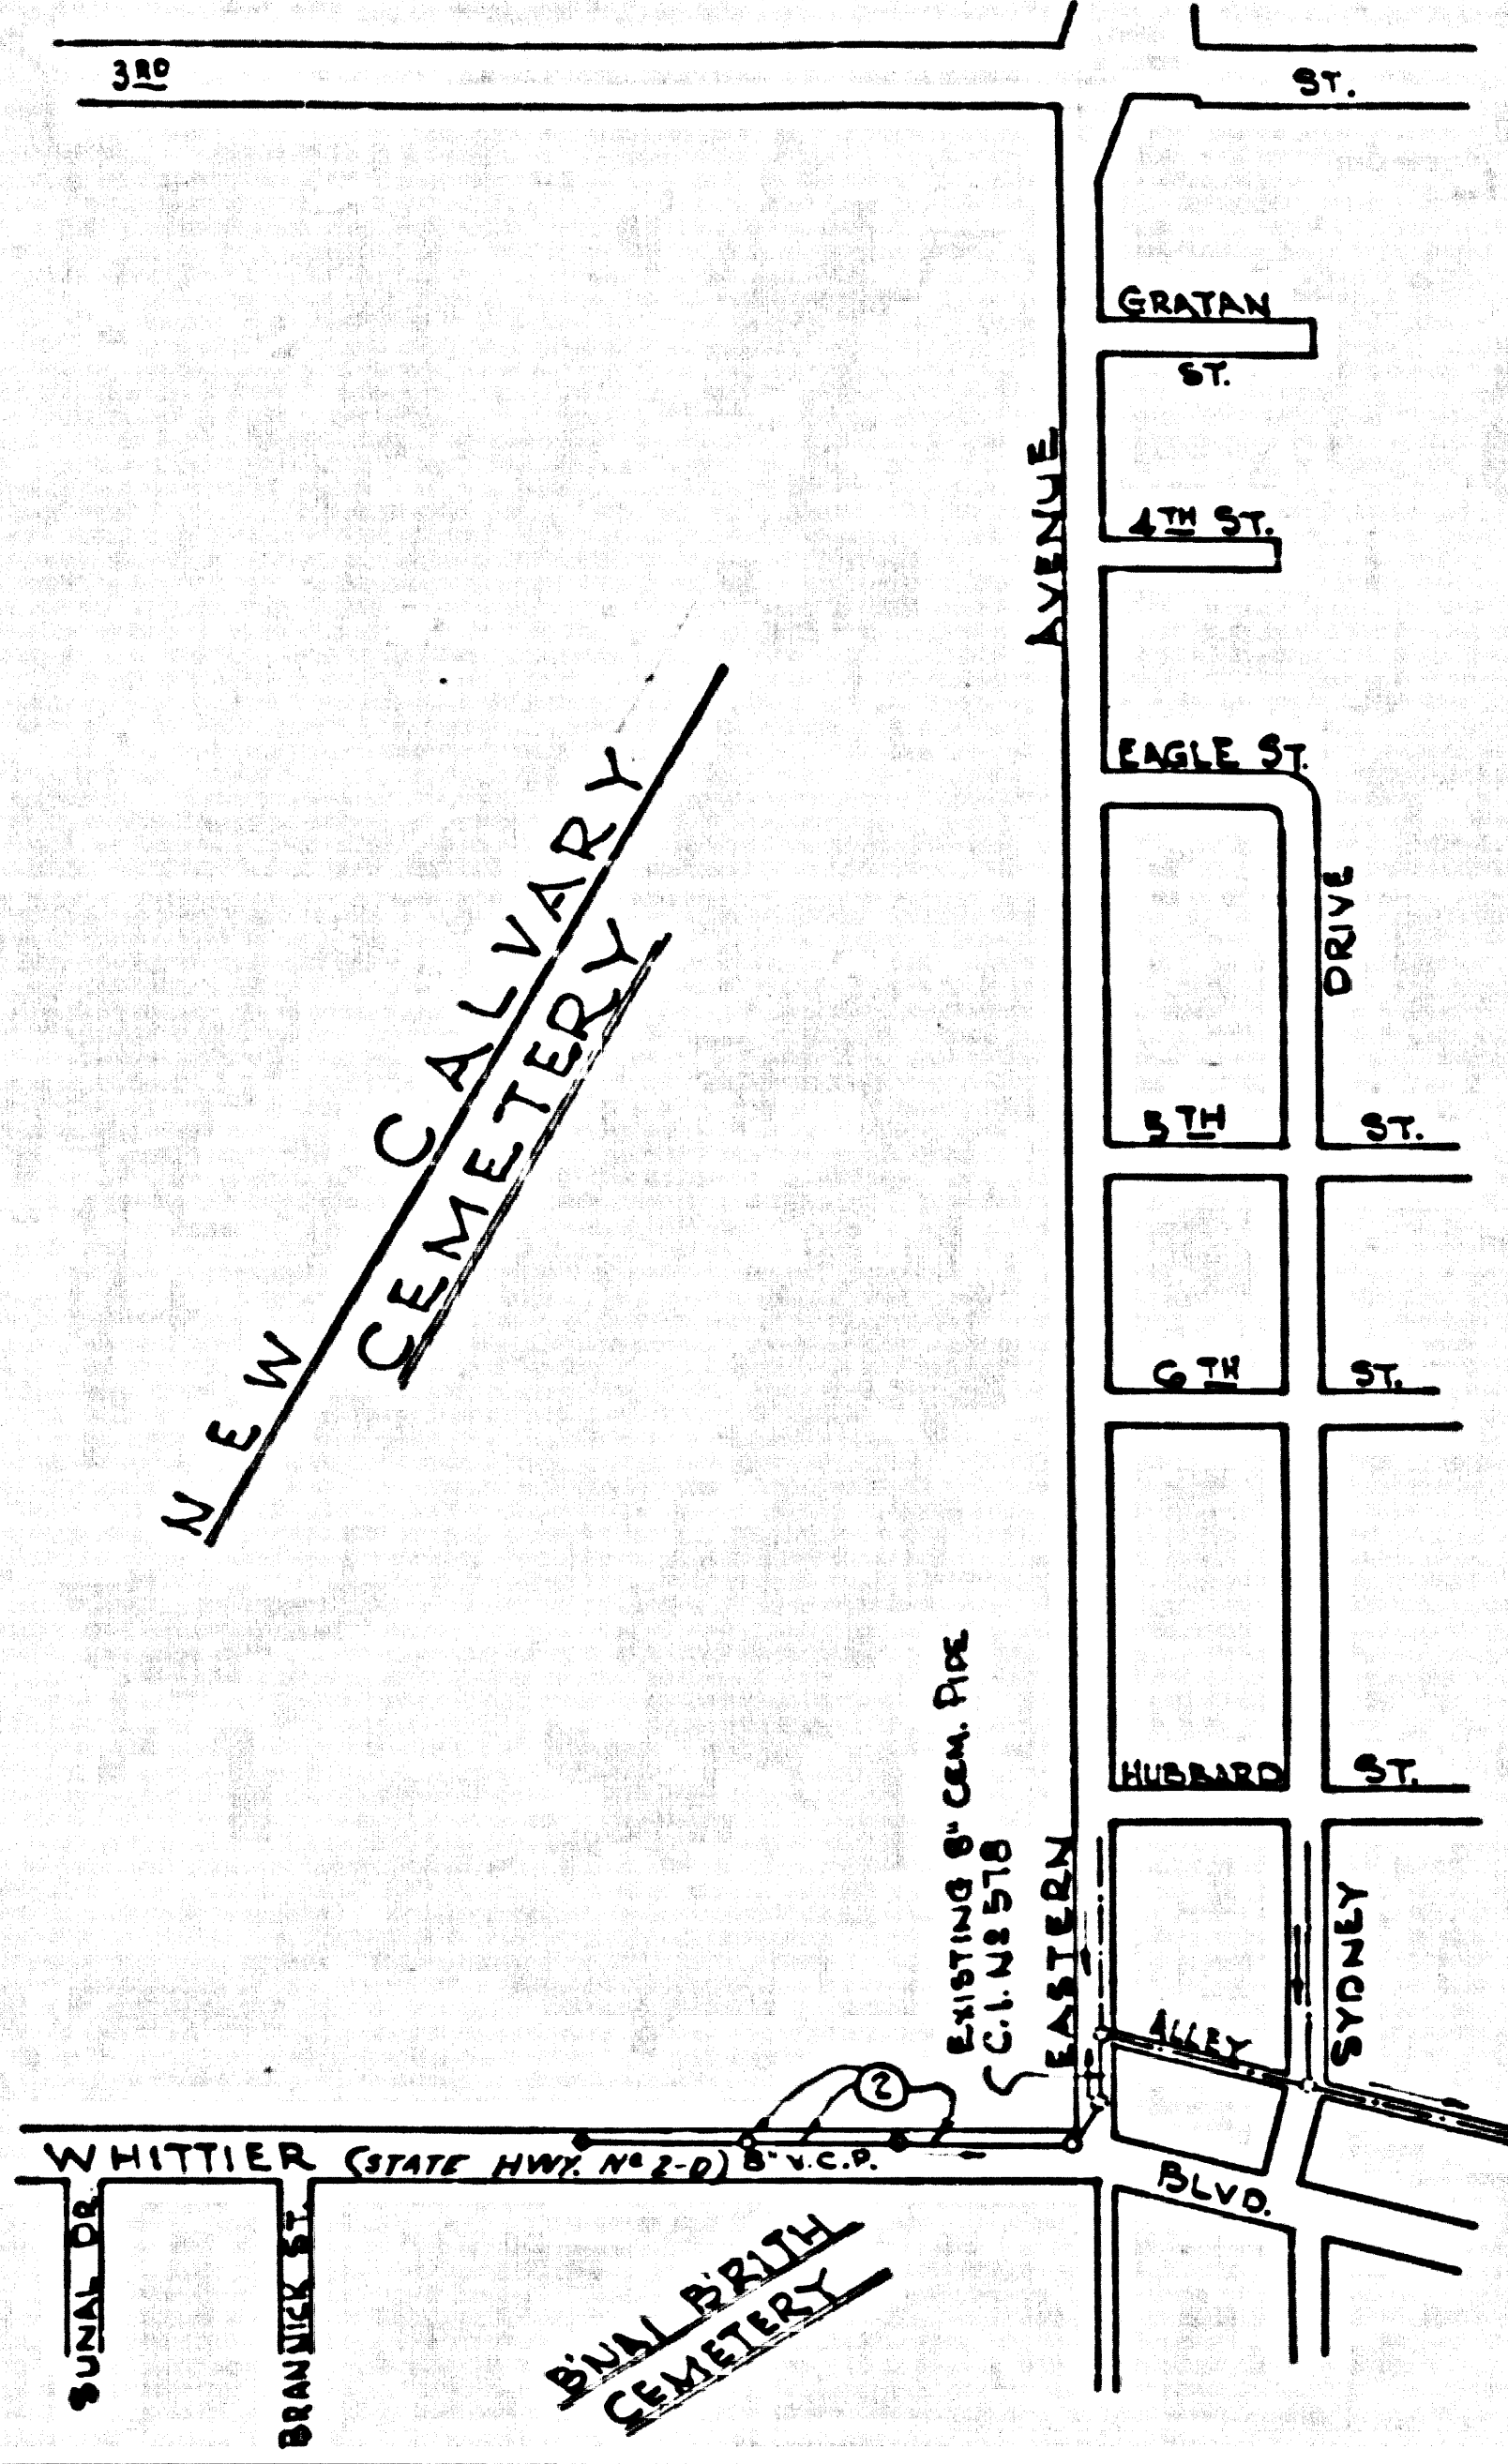 3RD ST.
GRATAN
ST.
AVENUE
4TH ST.
EAGLE ST.
DRIVE
NEW CALVARY
CEMETERY
5TH ST.
6TH ST.
HUBBARD ST.
EXISTING 8" CEM. PIPE
C.I. Nº 578
EASTERN
SYDNEY
ALLEY
2
WHITTIER (STATE HWY. Nº 2-D) 8" V.C.P.
BLVD.
BUNAL DR.
BRANNICK ST.
B'NAI B'RITH
CEMETERY